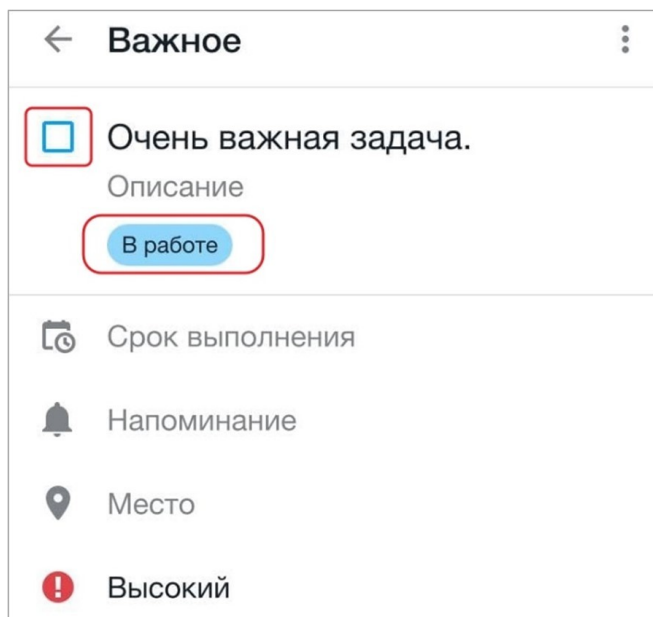 Важное
Очень важная задача.
Описание
В работе
Срок выполнения
Напоминание
Место
Высокий